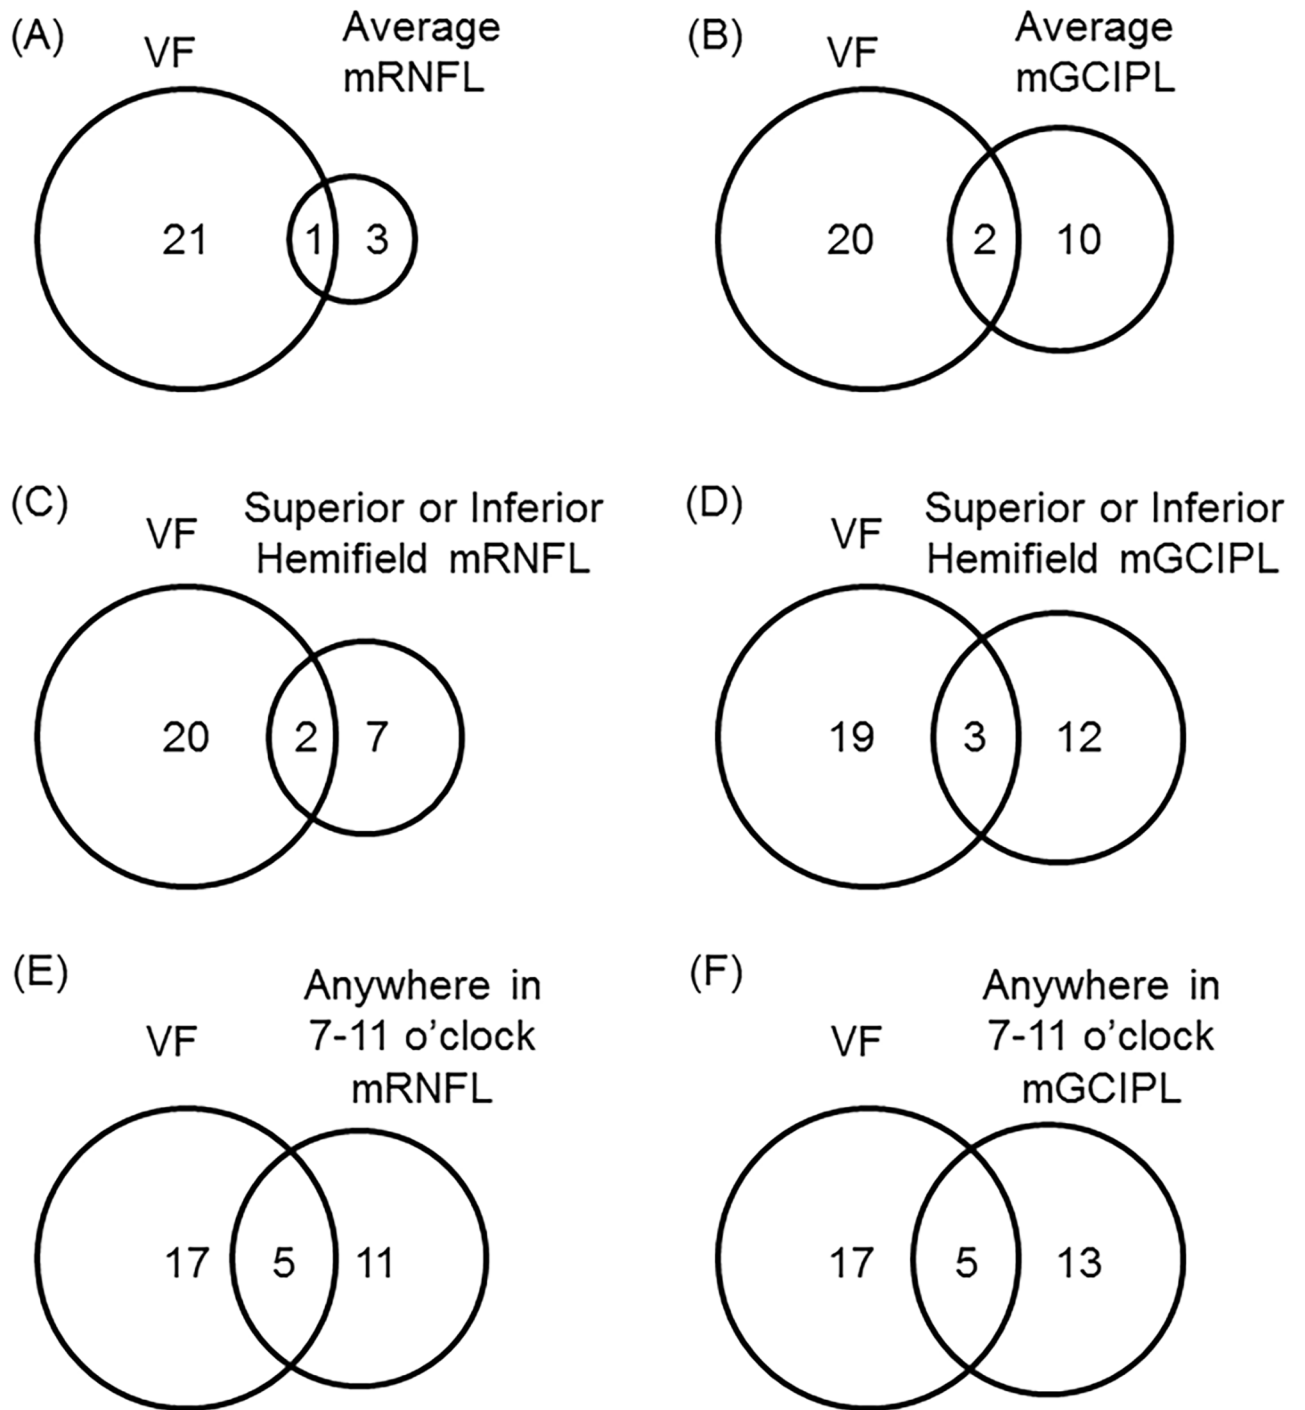 (A)
VF
Average
mRNFL
21
1
3
(B)
VF
Average
mGCIPL
20
2
10
(C)
VF
Superior or Inferior
Hemifield mRNFL
20
2
7
(D)
VF
Superior or Inferior
Hemifield mGCIPL
19
3
12
(E)
VF
Anywhere in
7-11 o’clock
mRNFL
17
5
11
(F)
VF
Anywhere in
7-11 o’clock
mGCIPL
17
5
13